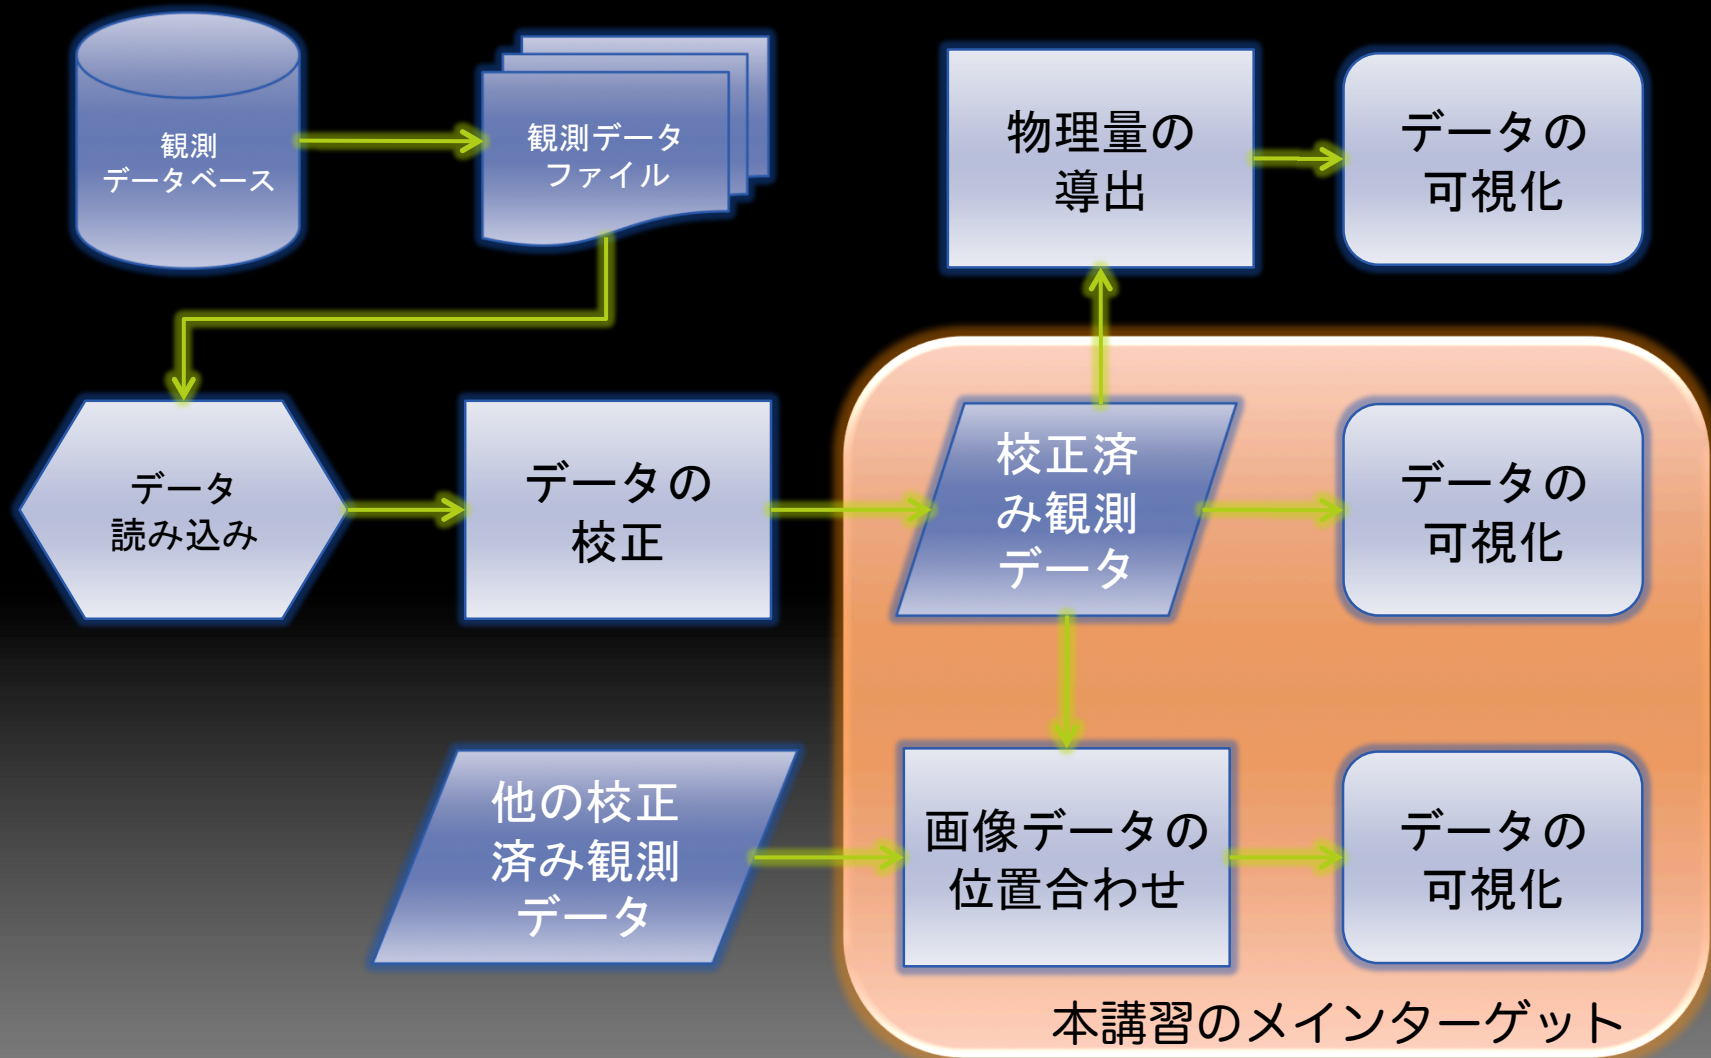 観測
データベース
観測データ
ファイル
物理量の
導出
データの
可視化
データ
読み込み
データの
校正
校正済
み観測
データ
データの
可視化
他の校正
済み観測
データ
画像データの
位置合わせ
データの
可視化
本講習のメインターゲット